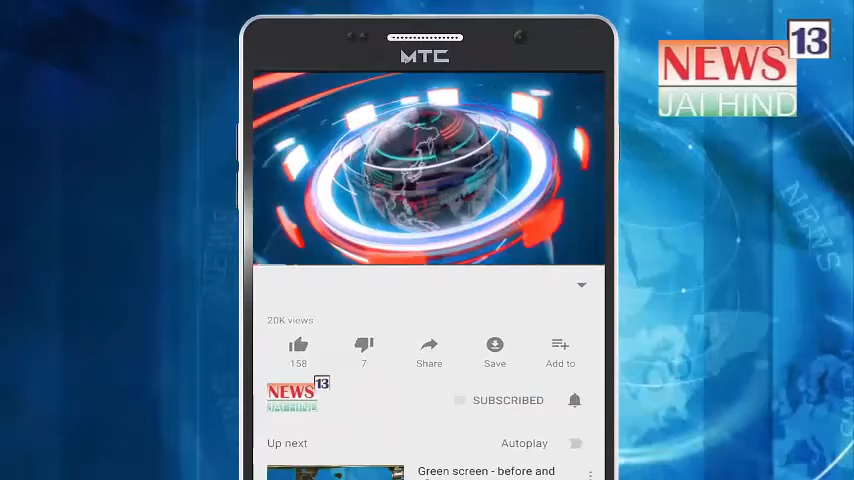 13
NEWS
JAI HIND
MTC
20K views
158
7
Share
Save
Add to
NEWS 13
JAI HIND
SUBSCRIBED
Up next
Autoplay
Green screen - before and
NEWS